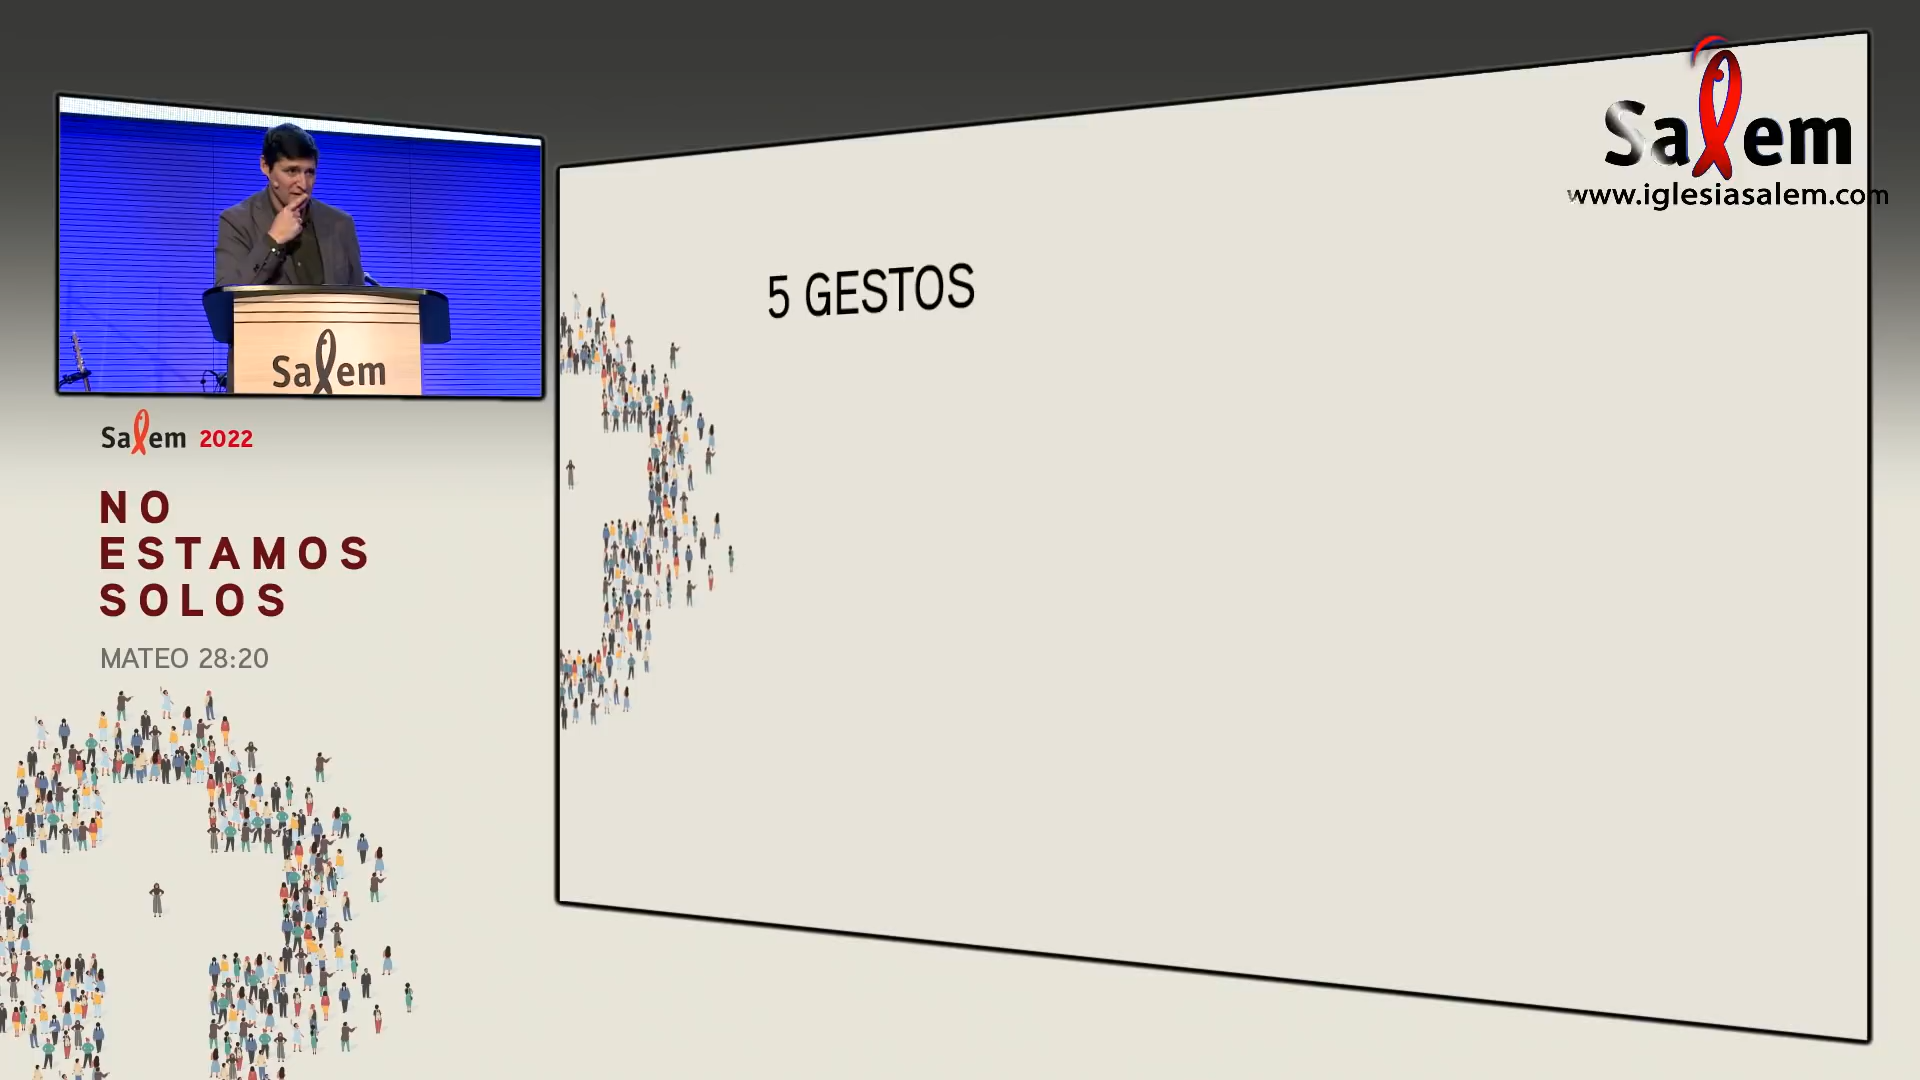 Salem
Salem 2022
NO
ESTAMOS
SOLOS
MATEO 28:20
5 GESTOS
Salem
www.iglesiasalem.com